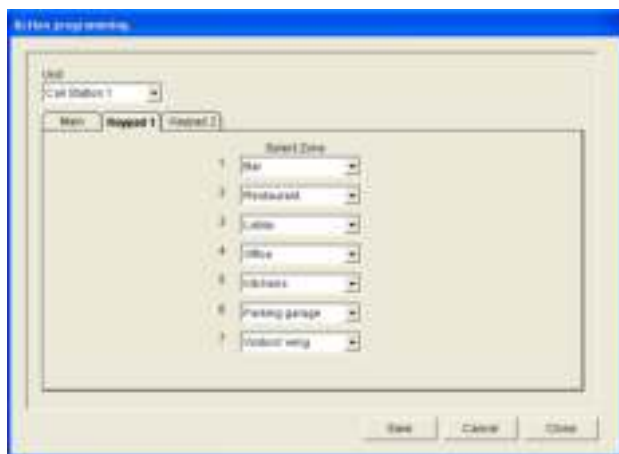 Button programming
Unit
Call Station 1
Main Keypad 1 Keypad 2
Select Zone
1 Bar
2 Restaurant
3 Lobby
4 Office
5 Kitchens
6 Parking garage
7 wing
Save Cancel Close